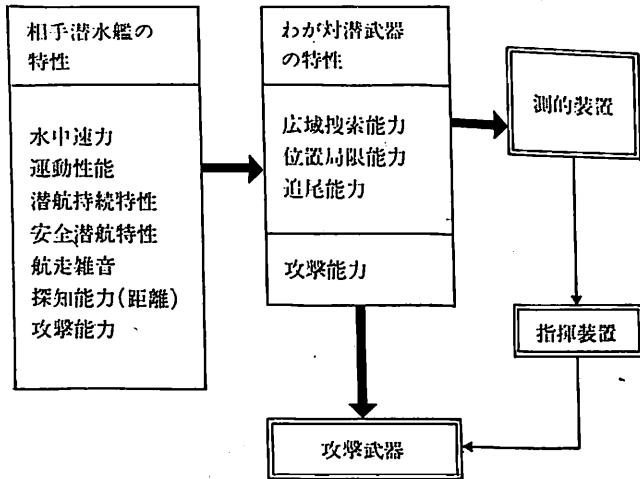 相手潜水艦の
特性
水中速力
運動性能
潜航持続特性
安全潜航特性
航走雑音
探知能力(距離)
攻撃能力
わが対潜武器
の特性
広域捜索能力
位置局限能力
追尾能力
攻撃能力
測的装置
指揮装置
攻撃武器